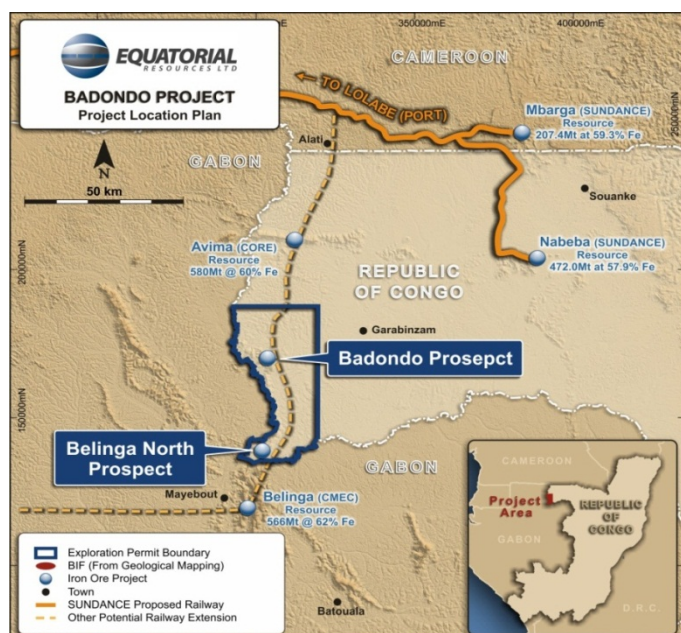 EQUATORIAL
RESOURCES LTD
BADONDO PROJECT
Project Location Plan
350000mE
400000mE
CAMEROON
TO LOLABE (PORT)
Mbarga (SUNDANCE)
Resource
207.4Mt at 59.3% Fe
250000mN
Alati
GABON
N
50 km
Souanke
Avima (CORE)
Resource
580Mt @ 60% Fe
Nabeba (SUNDANCE)
Resource
472.0Mt at 57.9% Fe
200000mN
REPUBLIC
OF CONGO
Garabinzam
Badondo Prosepct
150000mN
Belinga North
Prospect
GABON
Mayebout
Belinga (CMEC)
Resource
566Mt @ 62% Fe
Batouala
Exploration Permit Boundary
BIF (From Geological Mapping)
Iron Ore Project
Town
SUNDANCE Proposed Railway
Other Potential Railway Extension
CAMEROON
Project
Area
REPUBLIC
OF
CONGO
GABON
D.R.C.